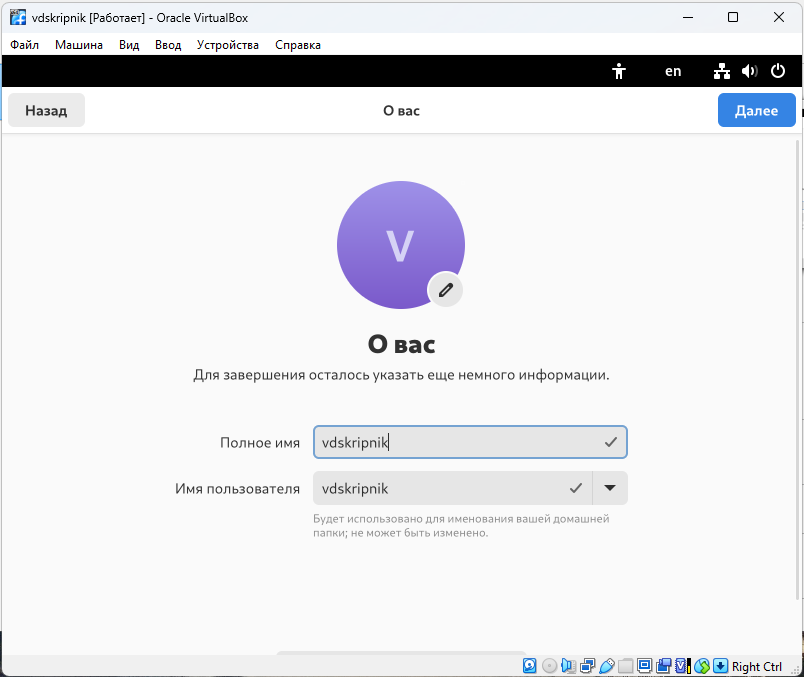 vdskripnik [Работает] - Oracle VirtualBox
Файл Машина Вид Ввод Устройства Справка
en
Назад О вас Далее
V
О вас
Для завершения осталось указать еще немного информации.
Полное имя vdskripnik
Имя пользователя vdskripnik
Будет использовано для именования вашей домашней
папки; не может быть изменено.
Right Ctrl